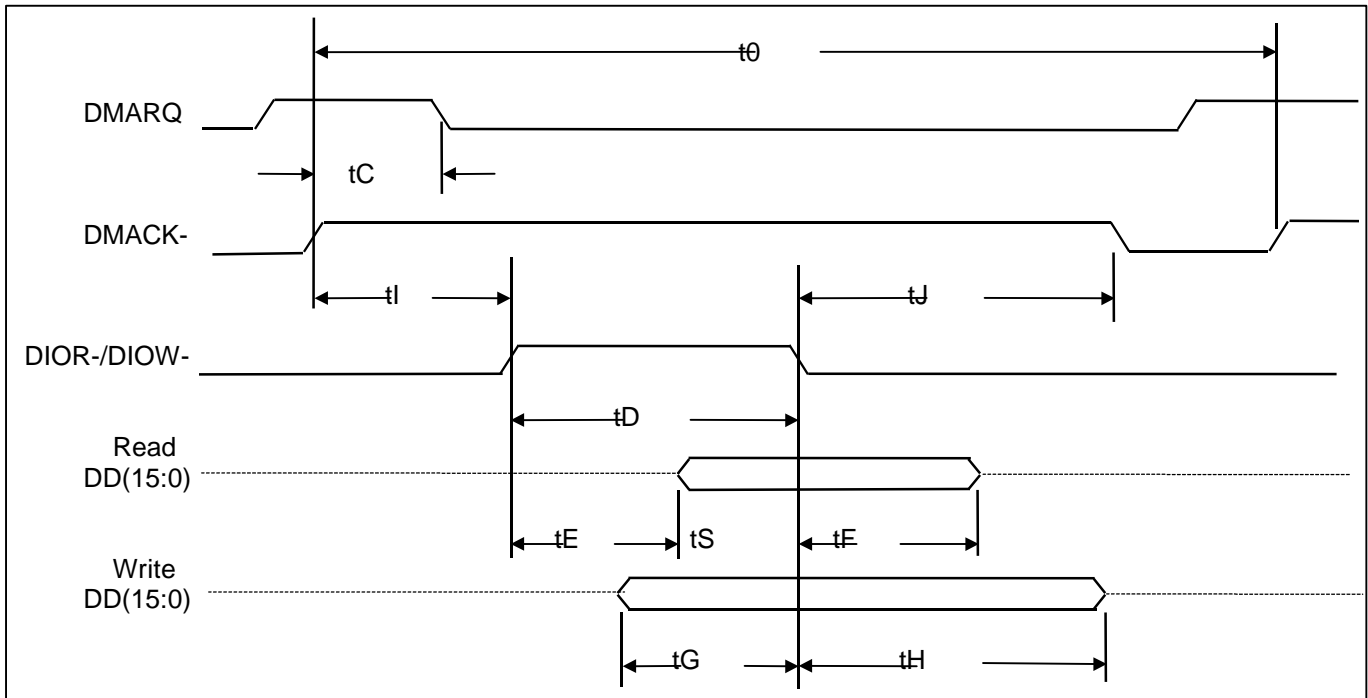 t0
DMARQ
tC
DMACK-
tI
tJ
DIOR-/DIOW-
tD
Read
DD(15:0)
tE
tS
tF
Write
DD(15:0)
tG
tH